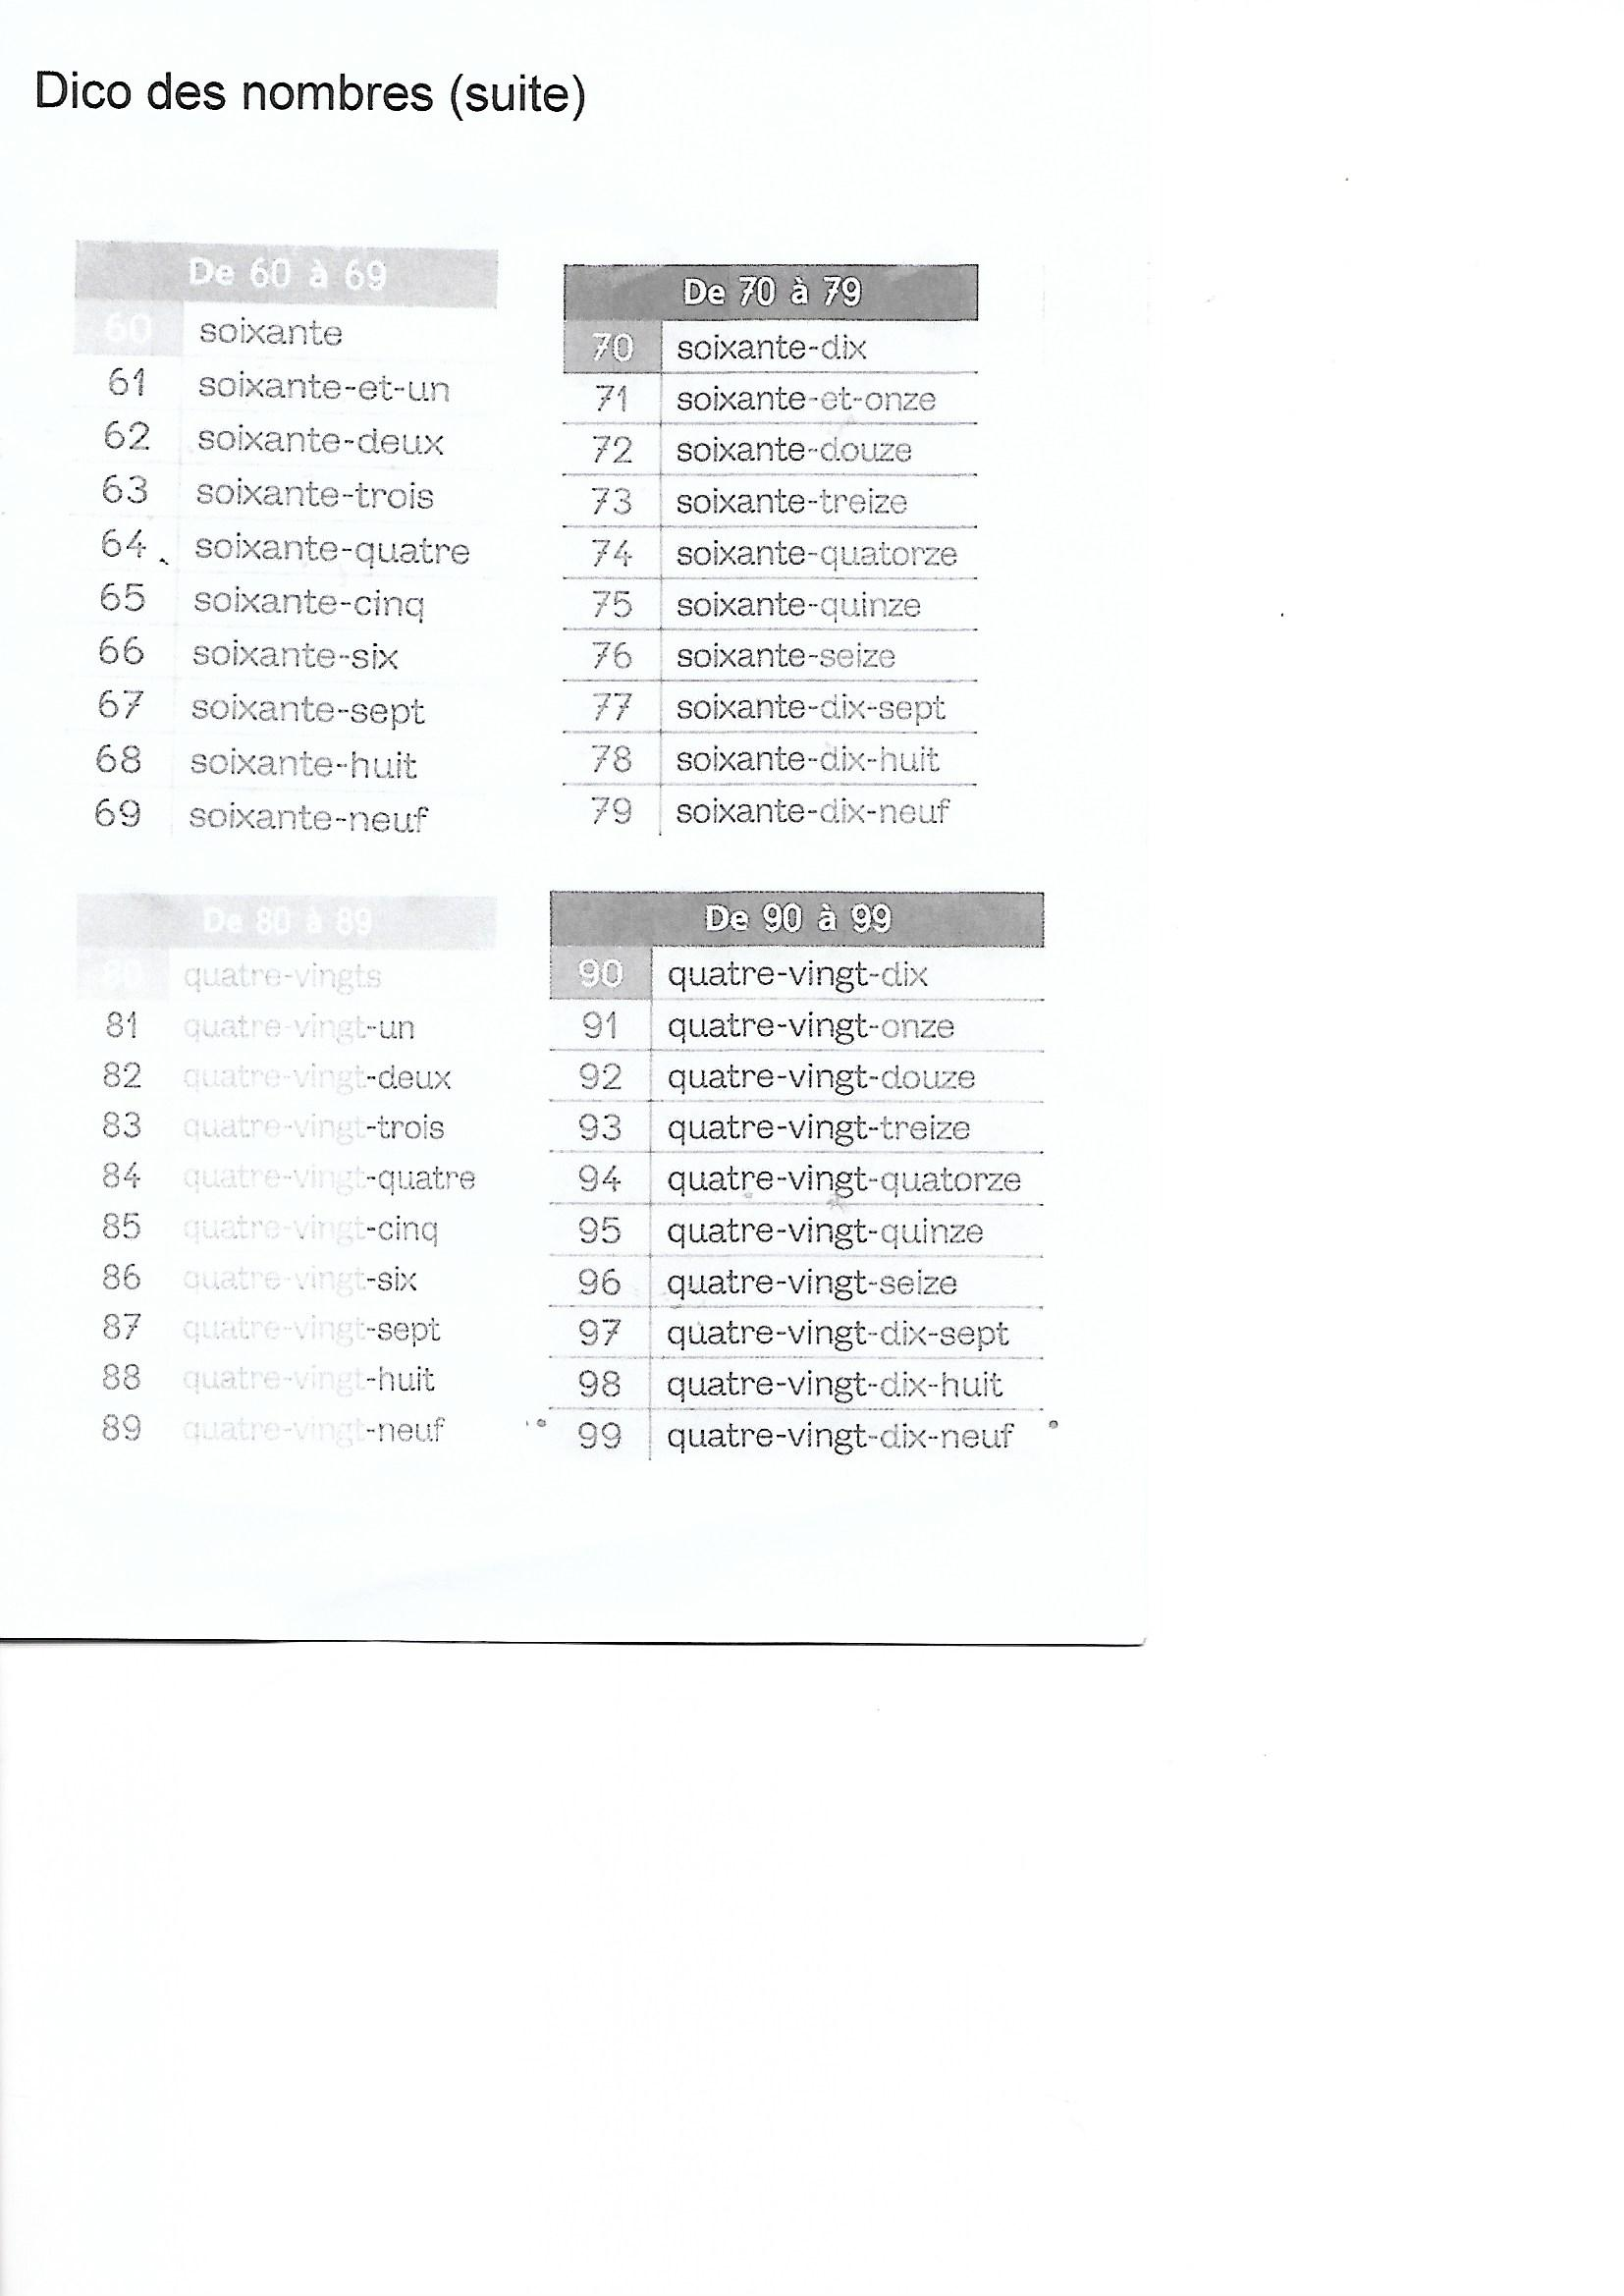 Dico des nombres (suite)
De 60 à 69
60 soixante
61 soixante-et-un
62 soixante-deux
63 soixante-trois
64 soixante-quatre
65 soixante-cinq
66 soixante-six
67 soixante-sept
68 soixante-huit
69 soixante-neuf
De 70 à 79
70 soixante-dix
71 soixante-et-onze
72 soixante-douze
73 soixante-treize
74 soixante-quatorze
75 soixante-quinze
76 soixante-seize
77 soixante-dix-sept
78 soixante-dix-huit
79 soixante-dix-neuf
De 80 à 89
80 quatre-vingts
81 quatre-vingt-un
82 quatre-vingt-deux
83 quatre-vingt-trois
84 quatre-vingt-quatre
85 quatre-vingt-cinq
86 quatre-vingt-six
87 quatre-vingt-sept
88 quatre-vingt-huit
89 quatre-vingt-neuf
De 90 à 99
90 quatre-vingt-dix
91 quatre-vingt-onze
92 quatre-vingt-douze
93 quatre-vingt-treize
94 quatre-vingt-quatorze
95 quatre-vingt-quinze
96 quatre-vingt-seize
97 quatre-vingt-dix-sept
98 quatre-vingt-dix-huit
99 quatre-vingt-dix-neuf